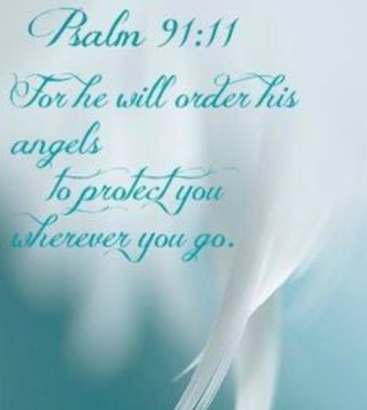 Psalm 91:11
For he will order his
angels
to protect you
wherever you go.